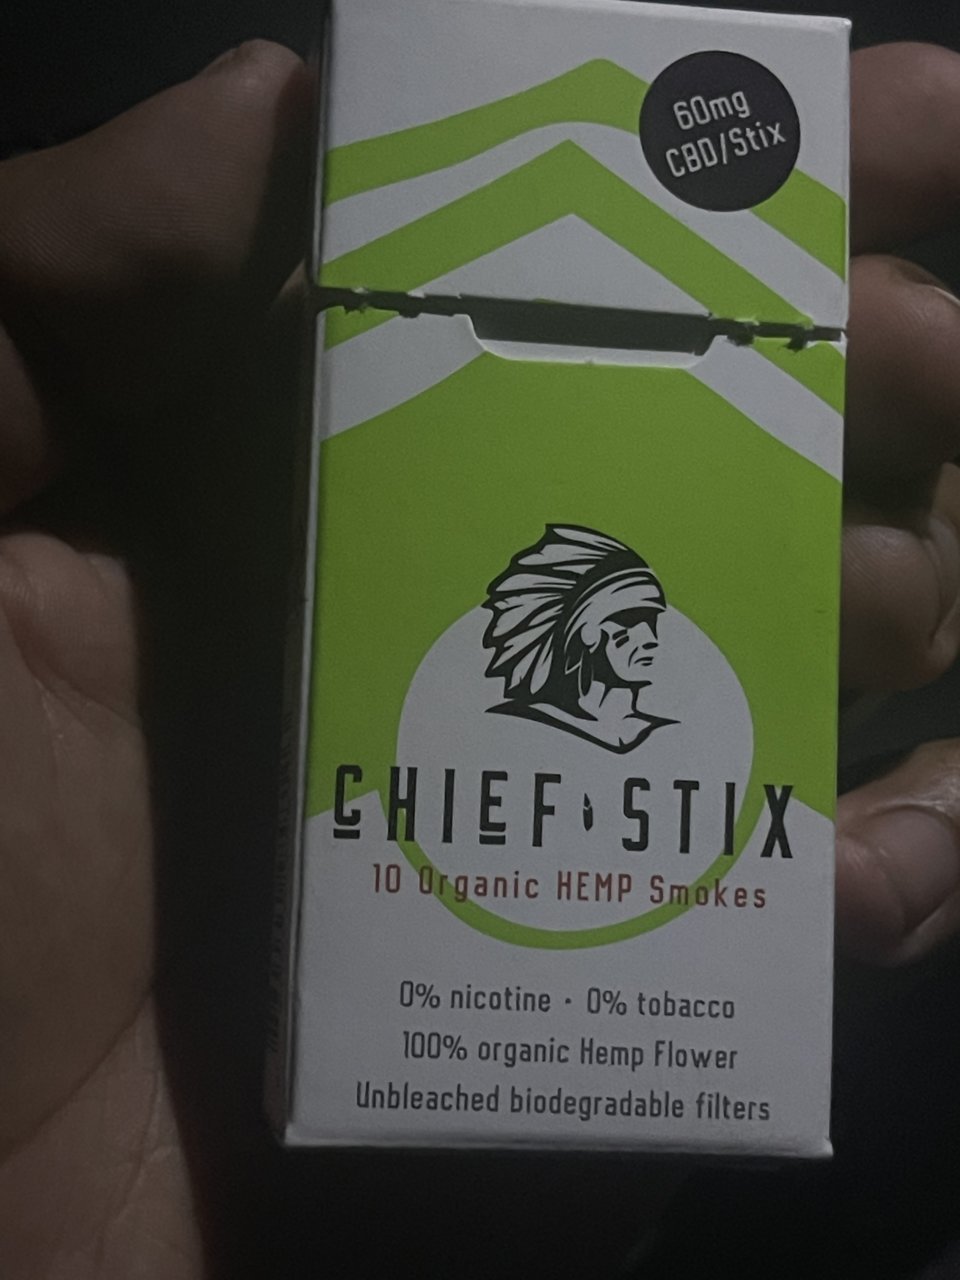 60mg
CBD/Stix
CHIEF STIX
10 Organic HEMP Smokes
0% nicotine • 0% tobacco
100% organic Hemp Flower
Unbleached biodegradable filters